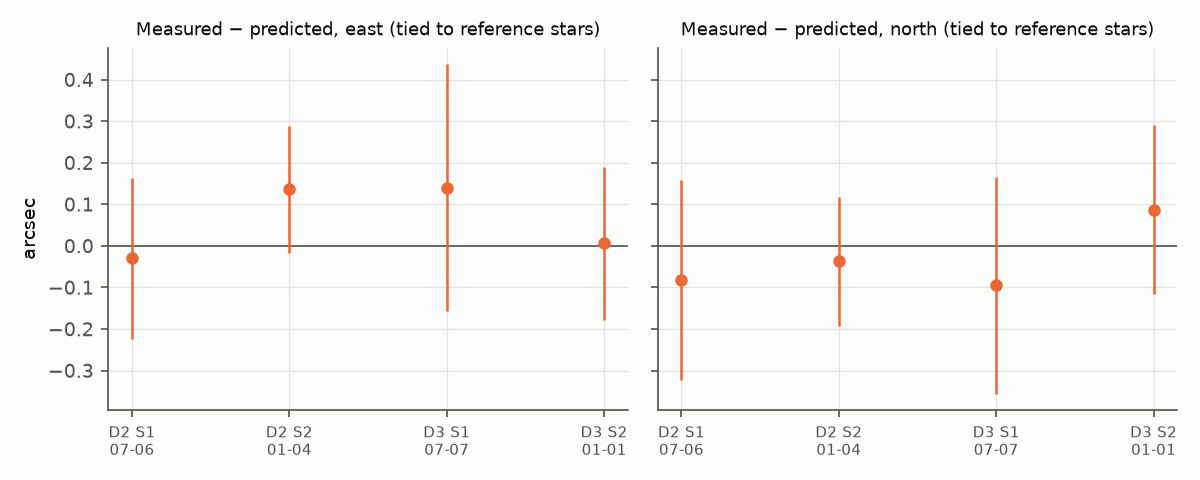 Measured − predicted, east (tied to reference stars)
Measured − predicted, north (tied to reference stars)
arcsec
0.4
0.3
0.2
0.1
0.0
−0.1
−0.2
−0.3
D2 S1
07-06
D2 S2
01-04
D3 S1
07-07
D3 S2
01-01
D2 S1
07-06
D2 S2
01-04
D3 S1
07-07
D3 S2
01-01